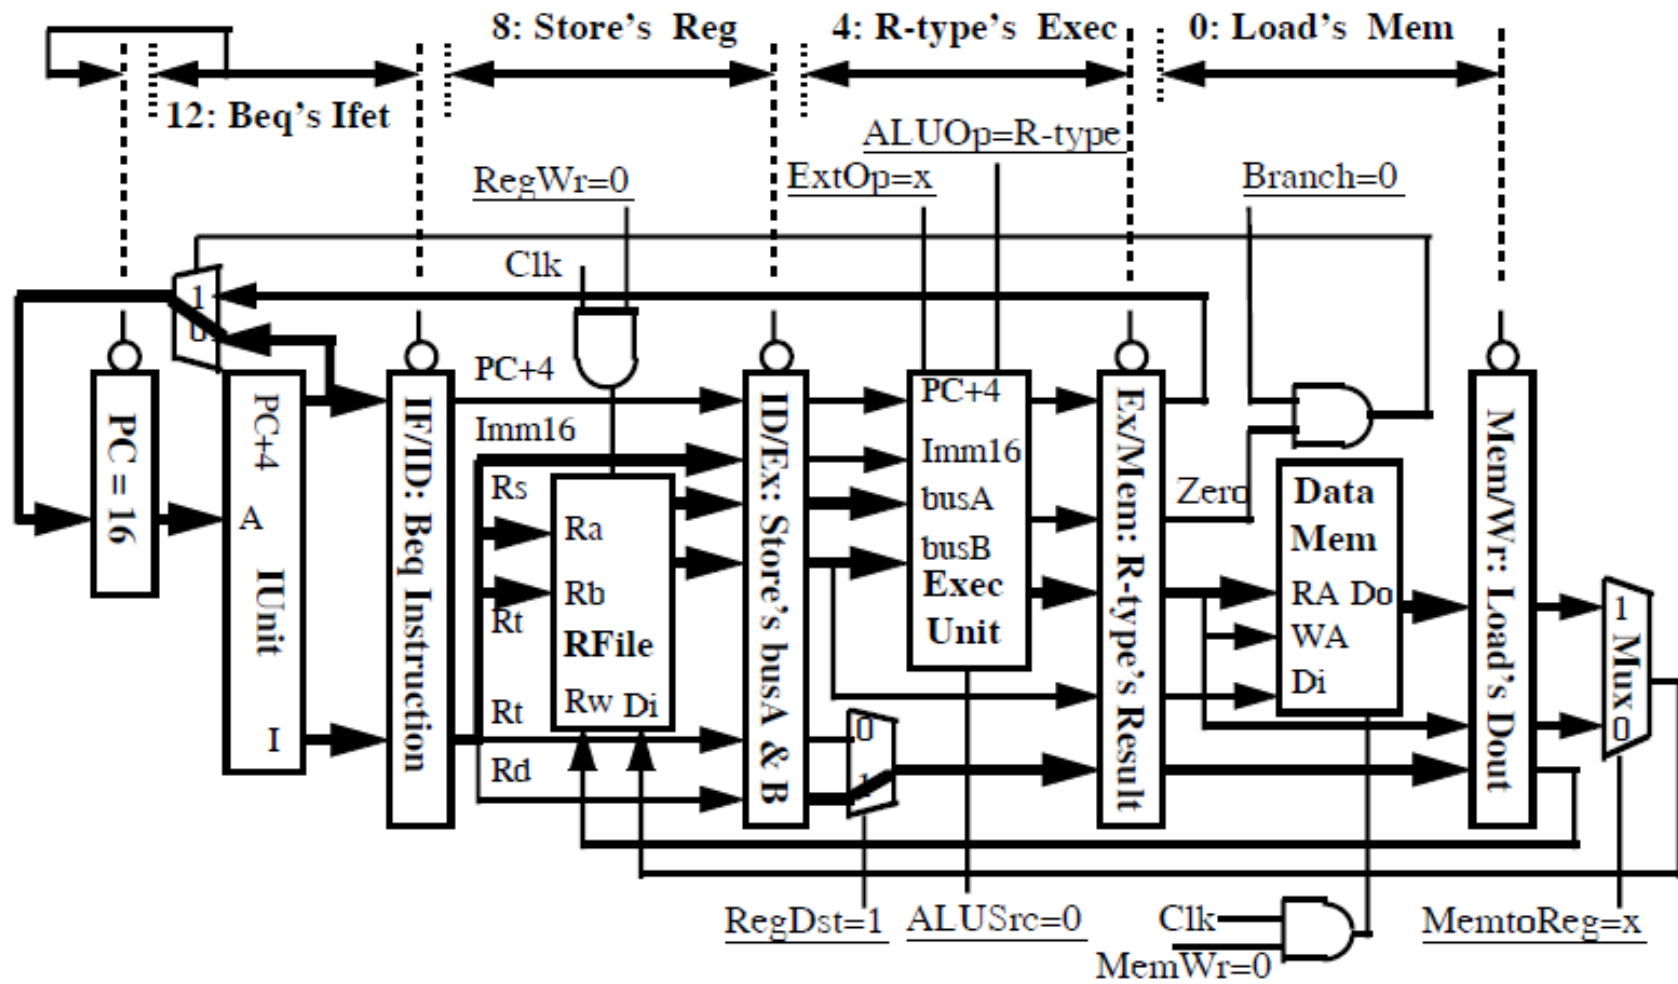 8: Store's Reg
4: R-type's Exec
0: Load's Mem
12: Beq's Ifet
ALUOp=R-type
RegWr=0
ExtOp=x
Branch=0
Clk
1
0
PC = 16
PC+4
A
IUnit
I
IF/ID: Beq Instruction
PC+4
Imm16
Rs
Ra
Rb
Rt
RFile
Rw Di
Rt
Rd
ID/Ex: Store's busA & B
0
1
PC+4
Imm16
busA
busB
Exec
Unit
Ex/Mem: R-type's Result
Zero
Data
Mem
RA Do
WA
Di
Mem/Wr: Load's Dout
1
Mux
0
RegDst=1
ALUSrc=0
Clk
MemWr=0
MemtoReg=x